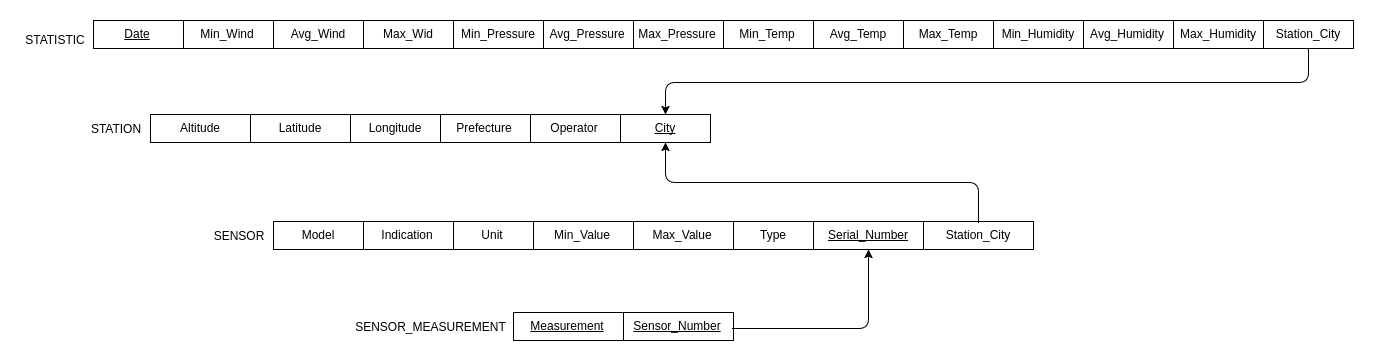 STATISTIC Date Min_Wind Avg_Wind Max_Wid Min_Pressure Avg_Pressure Max_Pressure Min_Temp Avg_Temp Max_Temp Min_Humidity Avg_Humidity Max_Humidity Station_City
STATION Altitude Latitude Longitude Prefecture Operator City
SENSOR Model Indication Unit Min_Value Max_Value Type Serial_Number Station_City
SENSOR_MEASUREMENT Measurement Sensor_Number